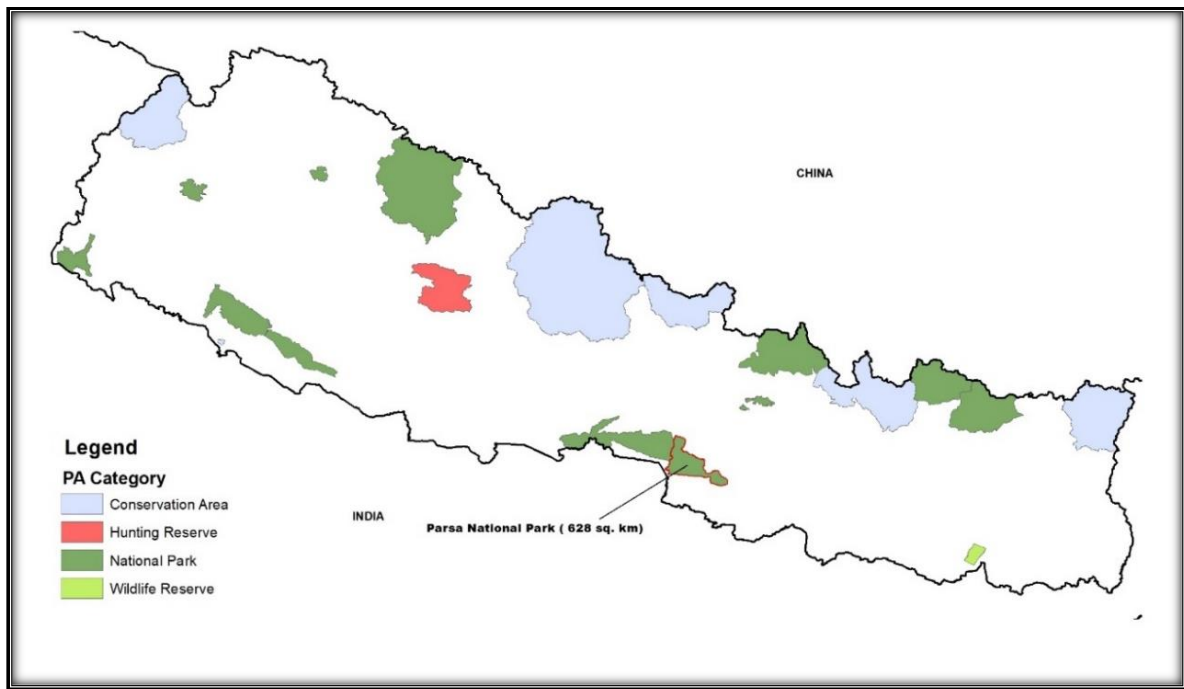 CHINA
Legend
PA Category
Conservation Area
Hunting Reserve
National Park
Wildlife Reserve
INDIA
Parsa National Park ( 628 sq. km)